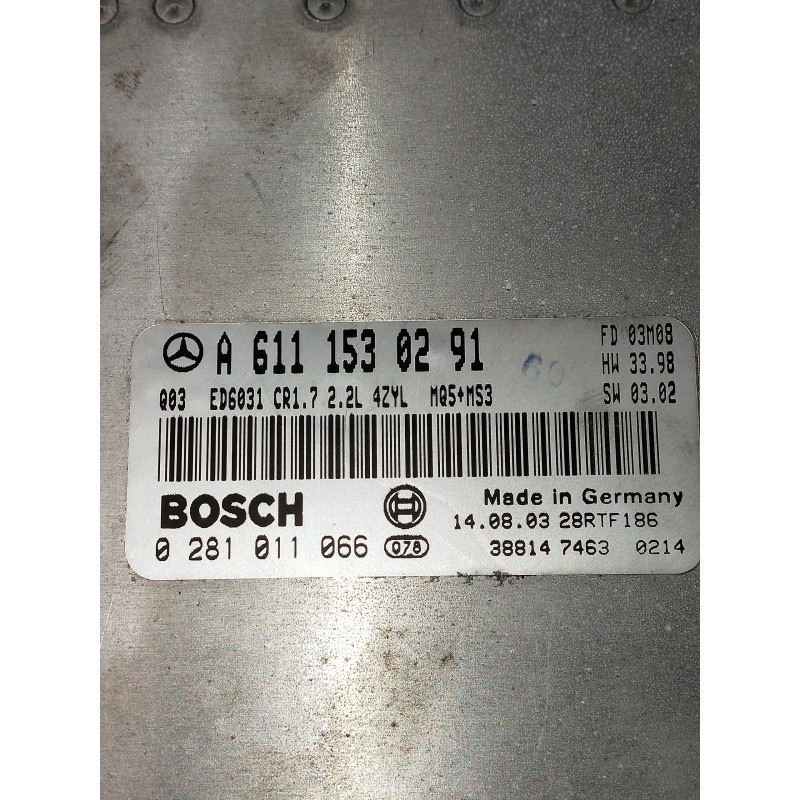 A 611 153 02 91
60
FD 03M08
HW 33.98
SW 03.02
Q03 ED6031 CR1.7 2.2L 4ZYL MQ5+MS3
BOSCH
Made in Germany
14.08.03 28RTF186
0 281 011 066 078
38814 7463 0214